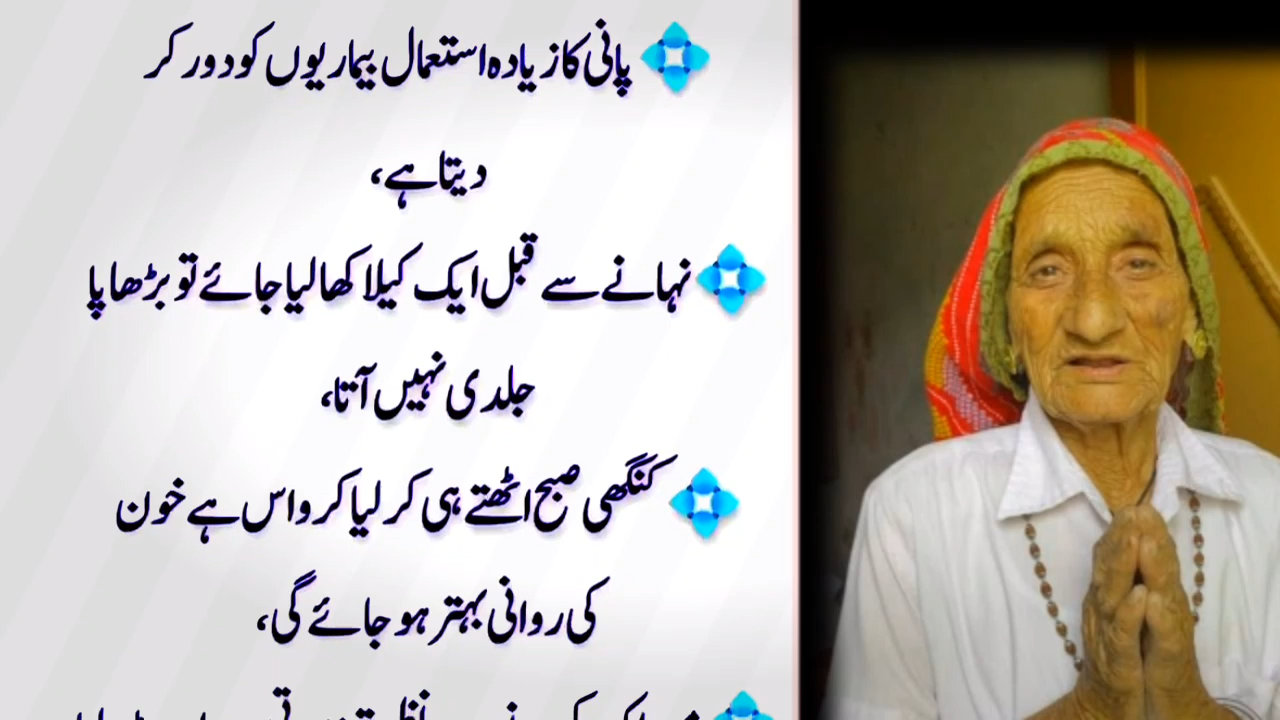 پانی کا زیادہ استعمال بیماریوں کو دور کر
دیتا ہے،
نہانے سے قبل ایک کیلا کھا لیا جائے تو بڑھاپا
جلدی نہیں آتا،
کنگھی صبح اٹھتے ہی کر لیا کرو اس ہے خون
کی روانی بہتر ہو جائے گی،